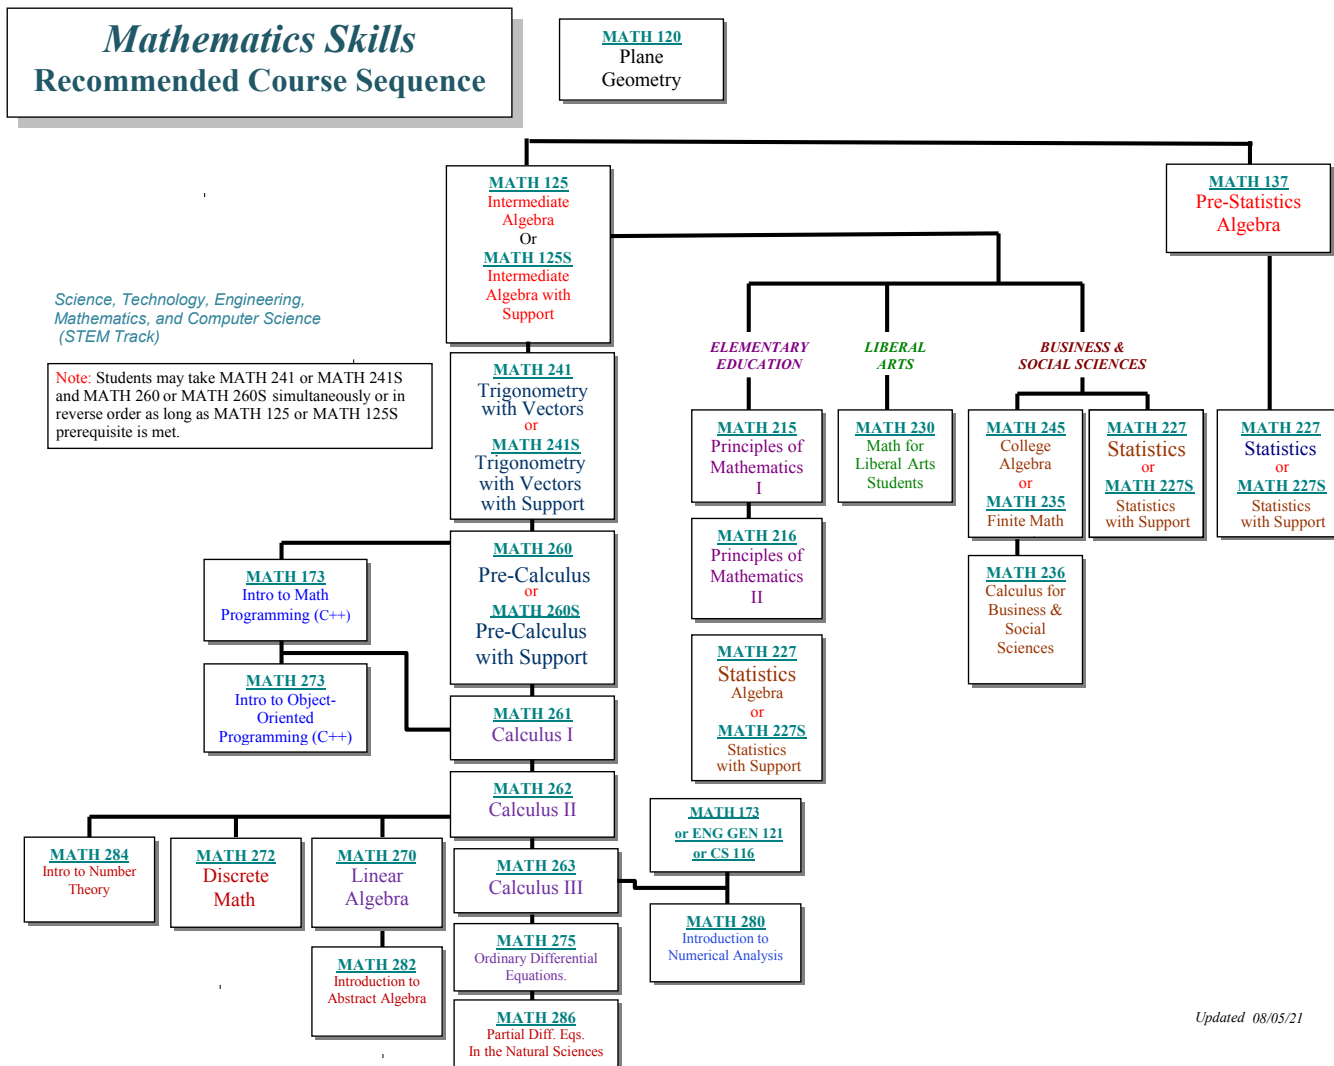 Mathematics Skills
Recommended Course Sequence
MATH 120
Plane
Geometry
MATH 125
Intermediate
Algebra
Or
MATH 125S
Intermediate
Algebra with
Support
MATH 137
Pre-Statistics
Algebra
Science, Technology, Engineering,
Mathematics, and Computer Science
(STEM Track)
Note: Students may take MATH 241 or MATH 241S
and MATH 260 or MATH 260S simultaneously or in
reverse order as long as MATH 125 or MATH 125S
prerequisite is met.
MATH 241
Trigonometry
with Vectors
or
MATH 241S
Trigonometry
with Vectors
with Support
ELEMENTARY
EDUCATION
LIBERAL
ARTS
BUSINESS &
SOCIAL SCIENCES
MATH 215
Principles of
Mathematics
I
MATH 230
Math for
Liberal Arts
Students
MATH 245
College
Algebra
or
MATH 235
Finite Math
MATH 227
Statistics
or
MATH 227S
Statistics
with Support
MATH 227
Statistics
or
MATH 227S
Statistics
with Support
MATH 216
Principles of
Mathematics
II
MATH 236
Calculus for
Business &
Social
Sciences
MATH 260
Pre-Calculus
or
MATH 260S
Pre-Calculus
with Support
MATH 173
Intro to Math
Programming (C++)
MATH 273
Intro to Object-
Oriented
Programming (C++)
MATH 227
Statistics
Algebra
or
MATH 227S
Statistics
with Support
MATH 261
Calculus I
MATH 262
Calculus II
MATH 173
or ENG GEN 121
or CS 116
MATH 284
Intro to Number
Theory
MATH 272
Discrete
Math
MATH 270
Linear
Algebra
MATH 263
Calculus III
MATH 280
Introduction to
Numerical Analysis
MATH 275
Ordinary Differential
Equations.
MATH 282
Introduction to
Abstract Algebra
MATH 286
Partial Diff. Eqs.
In the Natural Sciences
Updated 08/05/21